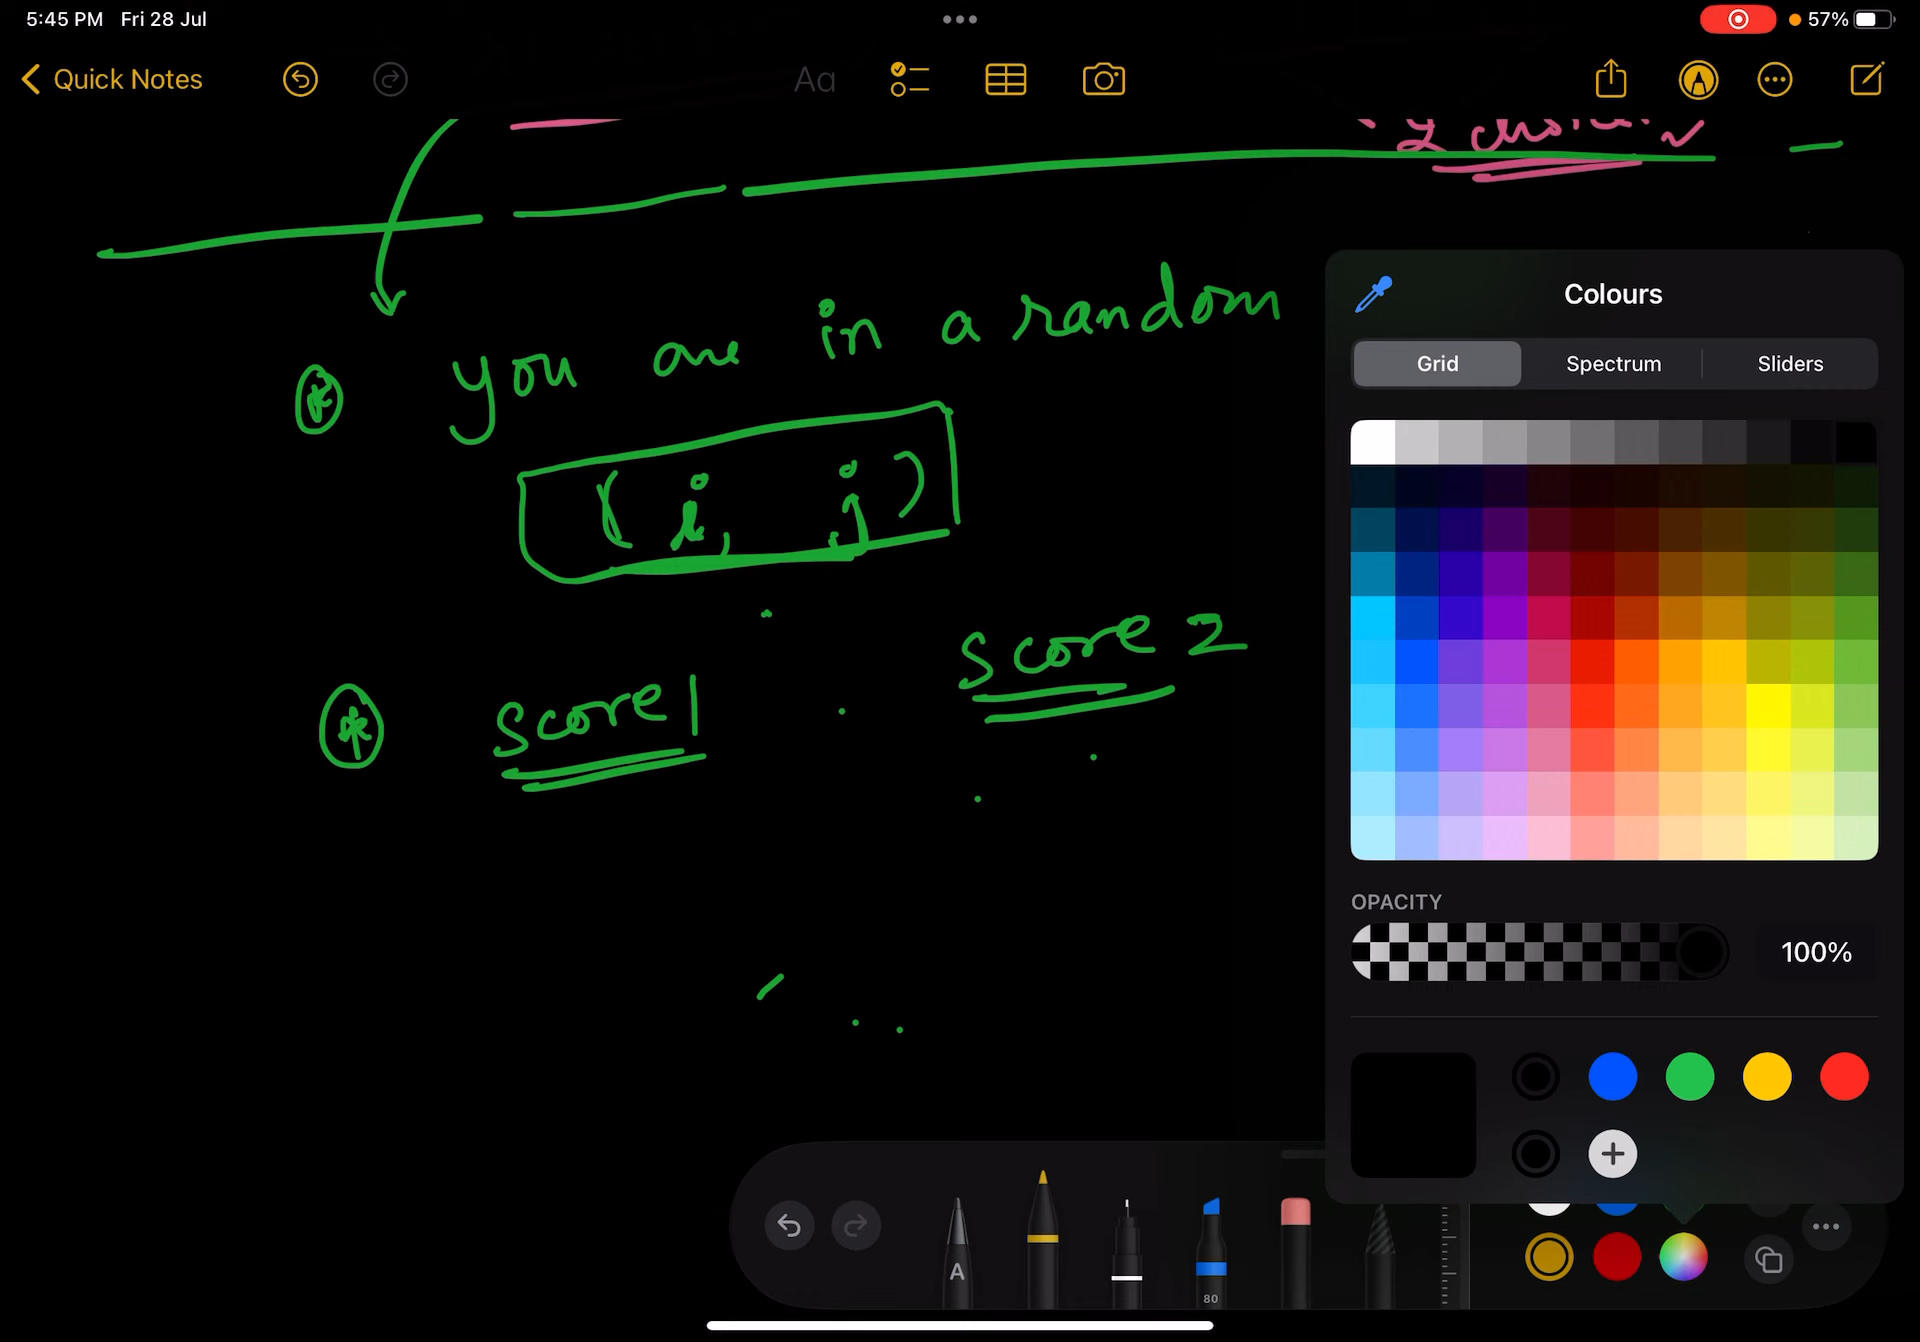 5:45 PM Fri 28 Jul
57%
Quick Notes
Aa
you are in a random
(i, j)
Score 2
Score 1
Colours
Grid Spectrum Sliders
OPACITY
100%
A
80